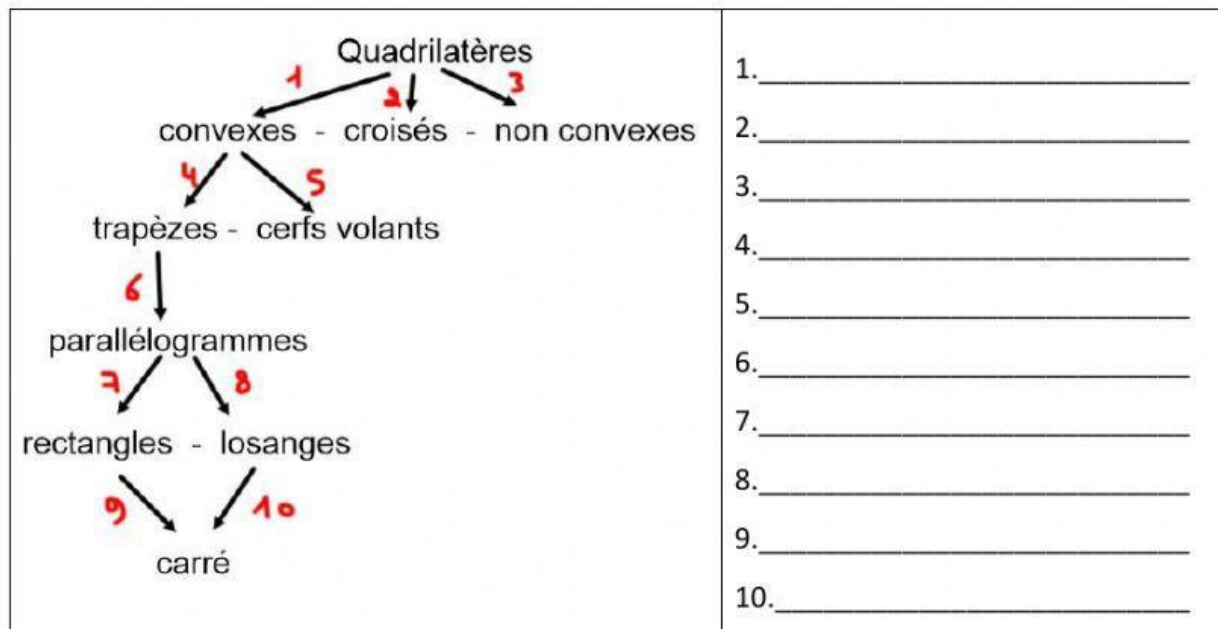 Quadrilatères
1 2 3
convexes - croisés - non convexes
4 5
trapèzes - cerfs volants
6
parallélogrammes
7 8
rectangles - losanges
9 10
carré
1.
2.
3.
4.
5.
6.
7.
8.
9.
10.